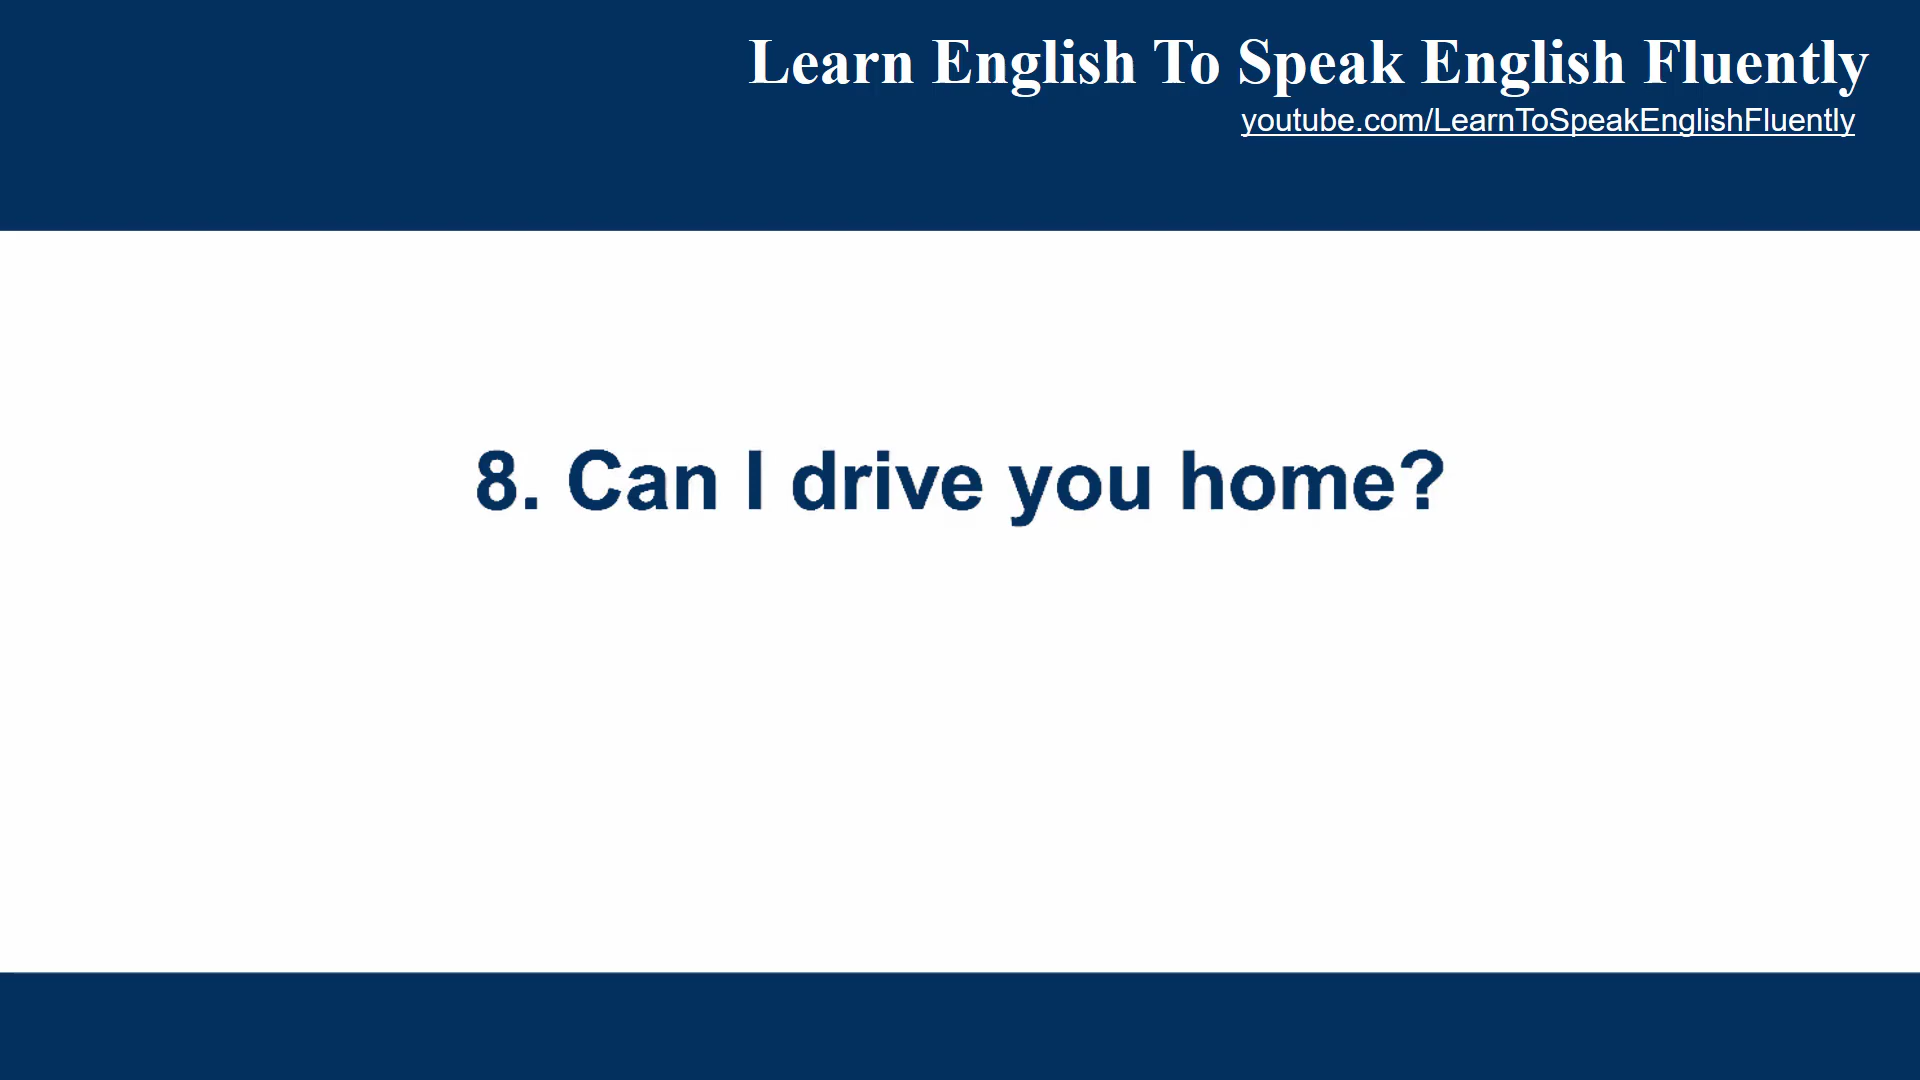 Learn English To Speak English Fluently
youtube.com/LearnToSpeakEnglishFluently
8. Can I drive you home?